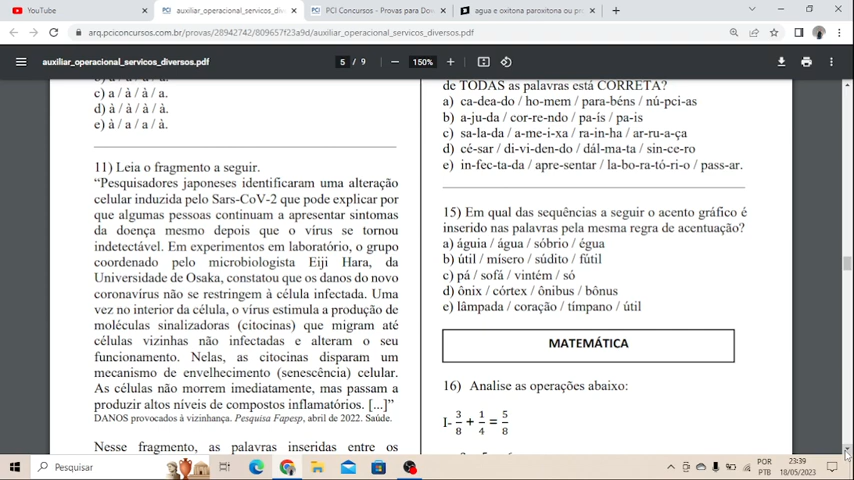 YouTube
auxiliar_operacional_servicos_div
PCI Concursos - Provas para Dow
agua e oxitona paroxitona ou pr
arq.pciconcursos.com.br/provas/28942742/809657f23a9d/auxiliar_operacional_servicos_diversos.pdf
auxiliar_operacional_servicos_diversos.pdf
5 / 9
150%
c) a / à / à / a.
d) à / à / à / à.
e) à / a / a / à.
11) Leia o fragmento a seguir.
“Pesquisadores japoneses identificaram uma alteração
celular induzida pelo Sars-CoV-2 que pode explicar por
que algumas pessoas continuam a apresentar sintomas
da doença mesmo depois que o vírus se tornou
indetectável. Em experimentos em laboratório, o grupo
coordenado pelo microbiologista Eiji Hara, da
Universidade de Osaka, constatou que os danos do novo
coronavírus não se restringem à célula infectada. Uma
vez no interior da célula, o vírus estimula a produção de
moléculas sinalizadoras (citocinas) que migram até
células vizinhas não infectadas e alteram o seu
funcionamento. Nelas, as citocinas disparam um
mecanismo de envelhecimento (senescência) celular.
As células não morrem imediatamente, mas passam a
produzir altos níveis de compostos inflamatórios. [...]”
DANOS provocados à vizinhança. Pesquisa Fapesp, abril de 2022. Saúde.
Nesse fragmento, as palavras inseridas entre os
de TODAS as palavras está CORRETA?
a) ca-dea-do / ho-mem / para-béns / nú-pci-as
b) a-ju-da / cor-re-ndo / pa-ís / pa-is
c) sa-la-da / a-me-i-xa / ra-in-ha / ar-ru-a-ça
d) cé-sar / di-vi-den-do / dál-ma-ta / sin-ce-ro
e) in-fec-ta-da / apre-sentar / la-bo-ra-tó-ri-o / pass-ar.
15) Em qual das sequências a seguir o acento gráfico é
inserido nas palavras pela mesma regra de acentuação?
a) águia / água / sóbrio / égua
b) útil / mísero / súdito / fútil
c) pá / sofá / vintém / só
d) ônix / córtex / ônibus / bônus
e) lâmpada / coração / tímpano / útil
MATEMÁTICA
16) Analise as operações abaixo:
I- 3/8 + 1/4 = 5/8
Pesquisar
POR
PTB
23:39
18/05/2023